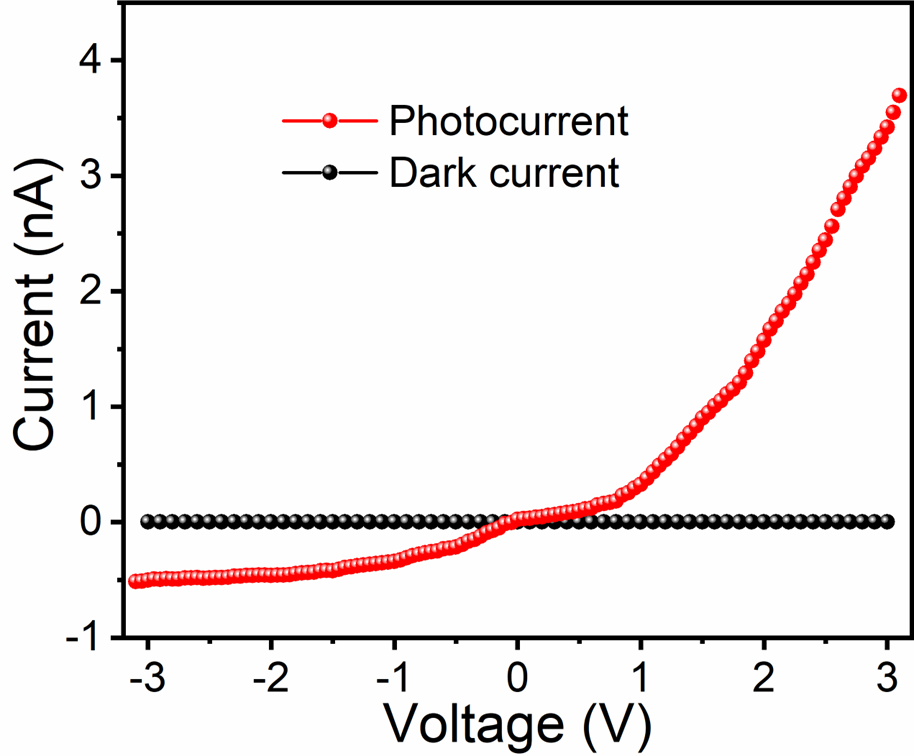 4
3
2
1
0
-1
Current (nA)
Photocurrent
Dark current
-3 -2 -1 0 1 2 3
Voltage (V)